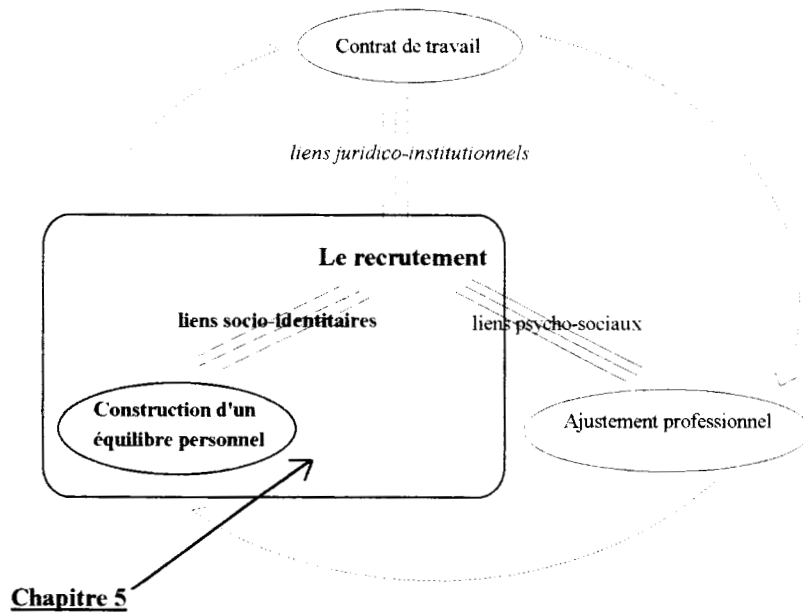 Contrat de travail
liens juridico-institutionnels
Le recrutement
liens socio-identitaires
liens psycho-sociaux
Construction d'un
équilibre personnel
Ajustement professionnel
Chapitre 5